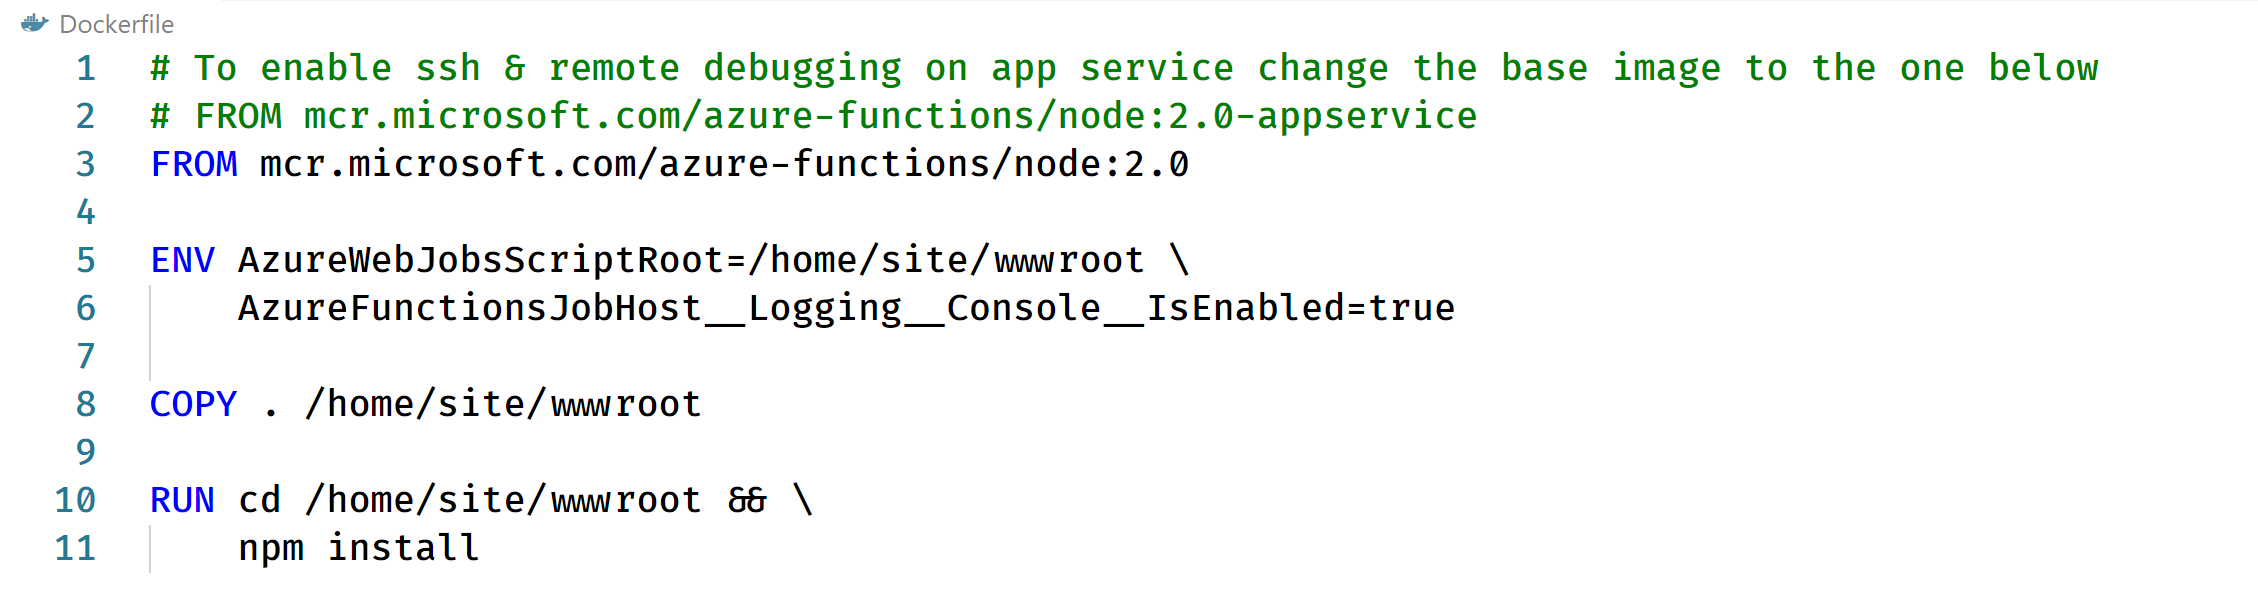 Dockerfile
1 # To enable ssh & remote debugging on app service change the base image to the one below
2 # FROM mcr.microsoft.com/azure-functions/node:2.0-appservice
3 FROM mcr.microsoft.com/azure-functions/node:2.0
4
5 ENV AzureWebJobsScriptRoot=/home/site/wwwroot \
6     AzureFunctionsJobHost__Logging__Console__IsEnabled=true
7
8 COPY . /home/site/wwwroot
9
10 RUN cd /home/site/wwwroot && \
11     npm install